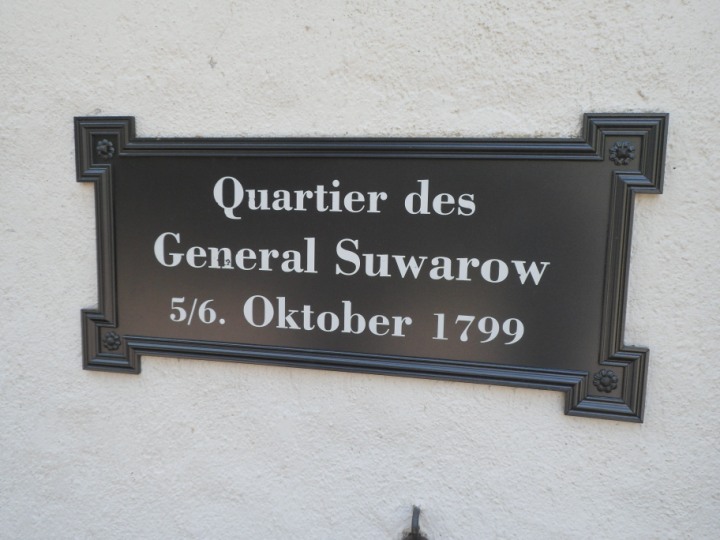 Quartier des
General Suwarow
5/6. Oktober 1799